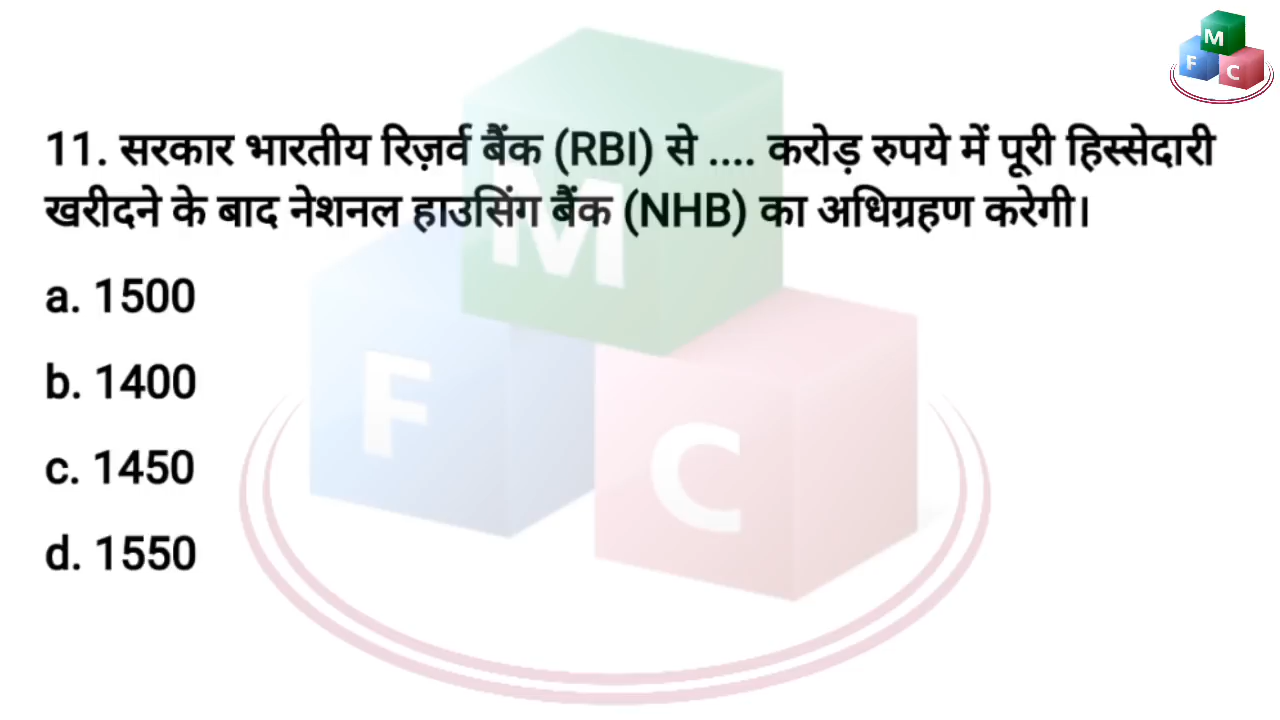 M
F
C
11. सरकार भारतीय रिज़र्व बैंक (RBI) से .... करोड़ रुपये में पूरी हिस्सेदारी
खरीदने के बाद नेशनल हाउसिंग बैंक (NHB) का अधिग्रहण करेगी।
a. 1500
b. 1400
c. 1450
d. 1550
M
F
C